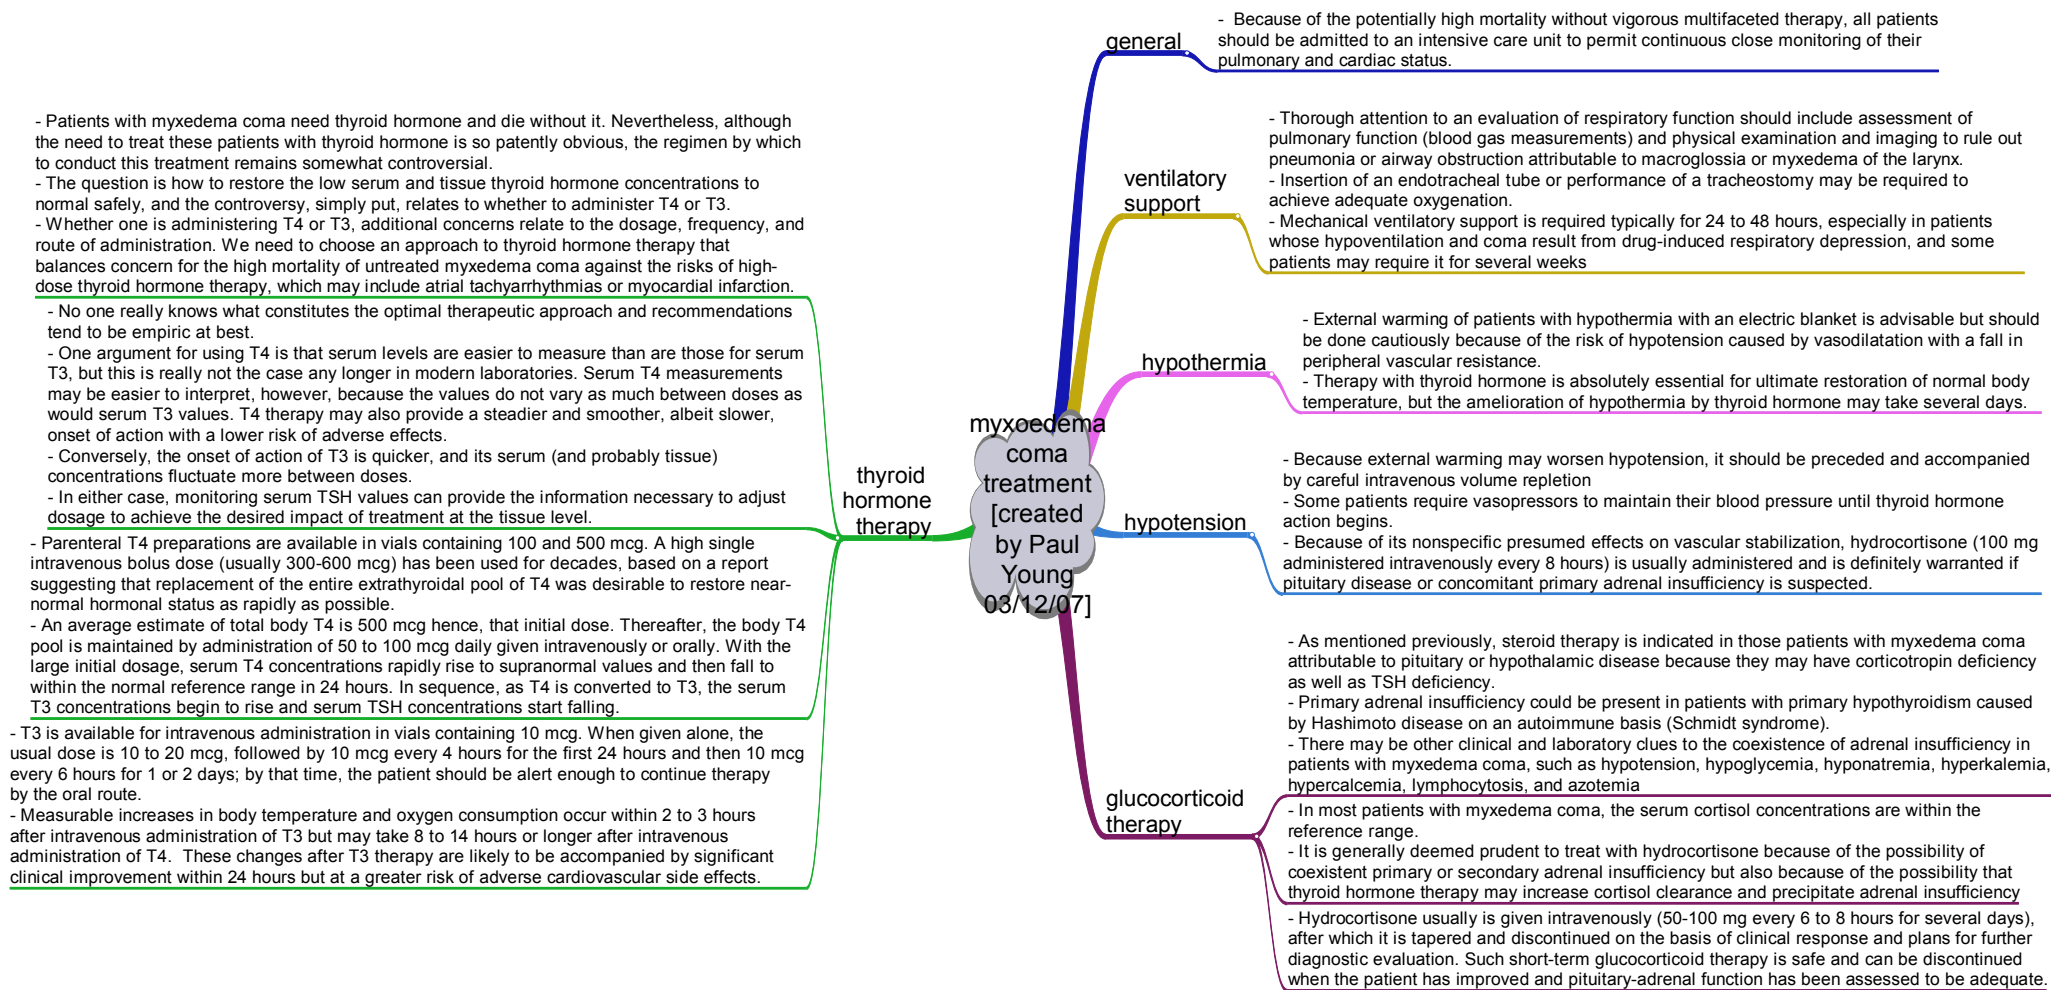 myxoedema
coma
treatment
[created
by Paul
Young
03/12/07]
general
- Because of the potentially high mortality without vigorous multifaceted therapy, all patients
should be admitted to an intensive care unit to permit continuous close monitoring of their
pulmonary and cardiac status.
ventilatory
support
- Thorough attention to an evaluation of respiratory function should include assessment of
pulmonary function (blood gas measurements) and physical examination and imaging to rule out
pneumonia or airway obstruction attributable to macroglossia or myxedema of the larynx.
- Insertion of an endotracheal tube or performance of a tracheostomy may be required to
achieve adequate oxygenation.
- Mechanical ventilatory support is required typically for 24 to 48 hours, especially in patients
whose hypoventilation and coma result from drug-induced respiratory depression, and some
patients may require it for several weeks
hypothermia
- External warming of patients with hypothermia with an electric blanket is advisable but should
be done cautiously because of the risk of hypotension caused by vasodilatation with a fall in
peripheral vascular resistance.
- Therapy with thyroid hormone is absolutely essential for ultimate restoration of normal body
temperature, but the amelioration of hypothermia by thyroid hormone may take several days.
hypotension
- Because external warming may worsen hypotension, it should be preceded and accompanied
by careful intravenous volume repletion
- Some patients require vasopressors to maintain their blood pressure until thyroid hormone
action begins.
- Because of its nonspecific presumed effects on vascular stabilization, hydrocortisone (100 mg
administered intravenously every 8 hours) is usually administered and is definitely warranted if
pituitary disease or concomitant primary adrenal insufficiency is suspected.
glucocorticoid
therapy
- As mentioned previously, steroid therapy is indicated in those patients with myxedema coma
attributable to pituitary or hypothalamic disease because they may have corticotropin deficiency
as well as TSH deficiency.
- Primary adrenal insufficiency could be present in patients with primary hypothyroidism caused
by Hashimoto disease on an autoimmune basis (Schmidt syndrome).
- There may be other clinical and laboratory clues to the coexistence of adrenal insufficiency in
patients with myxedema coma, such as hypotension, hypoglycemia, hyponatremia, hyperkalemia,
hypercalcemia, lymphocytosis, and azotemia
- In most patients with myxedema coma, the serum cortisol concentrations are within the
reference range.
- It is generally deemed prudent to treat with hydrocortisone because of the possibility of
coexistent primary or secondary adrenal insufficiency but also because of the possibility that
thyroid hormone therapy may increase cortisol clearance and precipitate adrenal insufficiency
- Hydrocortisone usually is given intravenously (50-100 mg every 6 to 8 hours for several days),
after which it is tapered and discontinued on the basis of clinical response and plans for further
diagnostic evaluation. Such short-term glucocorticoid therapy is safe and can be discontinued
when the patient has improved and pituitary-adrenal function has been assessed to be adequate.
thyroid
hormone
therapy
- Patients with myxedema coma need thyroid hormone and die without it. Nevertheless, although
the need to treat these patients with thyroid hormone is so patently obvious, the regimen by which
to conduct this treatment remains somewhat controversial.
- The question is how to restore the low serum and tissue thyroid hormone concentrations to
normal safely, and the controversy, simply put, relates to whether to administer T4 or T3.
- Whether one is administering T4 or T3, additional concerns relate to the dosage, frequency, and
route of administration. We need to choose an approach to thyroid hormone therapy that
balances concern for the high mortality of untreated myxedema coma against the risks of high-
dose thyroid hormone therapy, which may include atrial tachyarrhythmias or myocardial infarction.
- No one really knows what constitutes the optimal therapeutic approach and recommendations
tend to be empiric at best.
- One argument for using T4 is that serum levels are easier to measure than are those for serum
T3, but this is really not the case any longer in modern laboratories. Serum T4 measurements
may be easier to interpret, however, because the values do not vary as much between doses as
would serum T3 values. T4 therapy may also provide a steadier and smoother, albeit slower,
onset of action with a lower risk of adverse effects.
- Conversely, the onset of action of T3 is quicker, and its serum (and probably tissue)
concentrations fluctuate more between doses.
- In either case, monitoring serum TSH values can provide the information necessary to adjust
dosage to achieve the desired impact of treatment at the tissue level.
- Parenteral T4 preparations are available in vials containing 100 and 500 mcg. A high single
intravenous bolus dose (usually 300-600 mcg) has been used for decades, based on a report
suggesting that replacement of the entire extrathyroidal pool of T4 was desirable to restore near-
normal hormonal status as rapidly as possible.
- An average estimate of total body T4 is 500 mcg hence, that initial dose. Thereafter, the body T4
pool is maintained by administration of 50 to 100 mcg daily given intravenously or orally. With the
large initial dosage, serum T4 concentrations rapidly rise to supranormal values and then fall to
within the normal reference range in 24 hours. In sequence, as T4 is converted to T3, the serum
T3 concentrations begin to rise and serum TSH concentrations start falling.
- T3 is available for intravenous administration in vials containing 10 mcg. When given alone, the
usual dose is 10 to 20 mcg, followed by 10 mcg every 4 hours for the first 24 hours and then 10 mcg
every 6 hours for 1 or 2 days; by that time, the patient should be alert enough to continue therapy
by the oral route.
- Measurable increases in body temperature and oxygen consumption occur within 2 to 3 hours
after intravenous administration of T3 but may take 8 to 14 hours or longer after intravenous
administration of T4.  These changes after T3 therapy are likely to be accompanied by significant
clinical improvement within 24 hours but at a greater risk of adverse cardiovascular side effects.